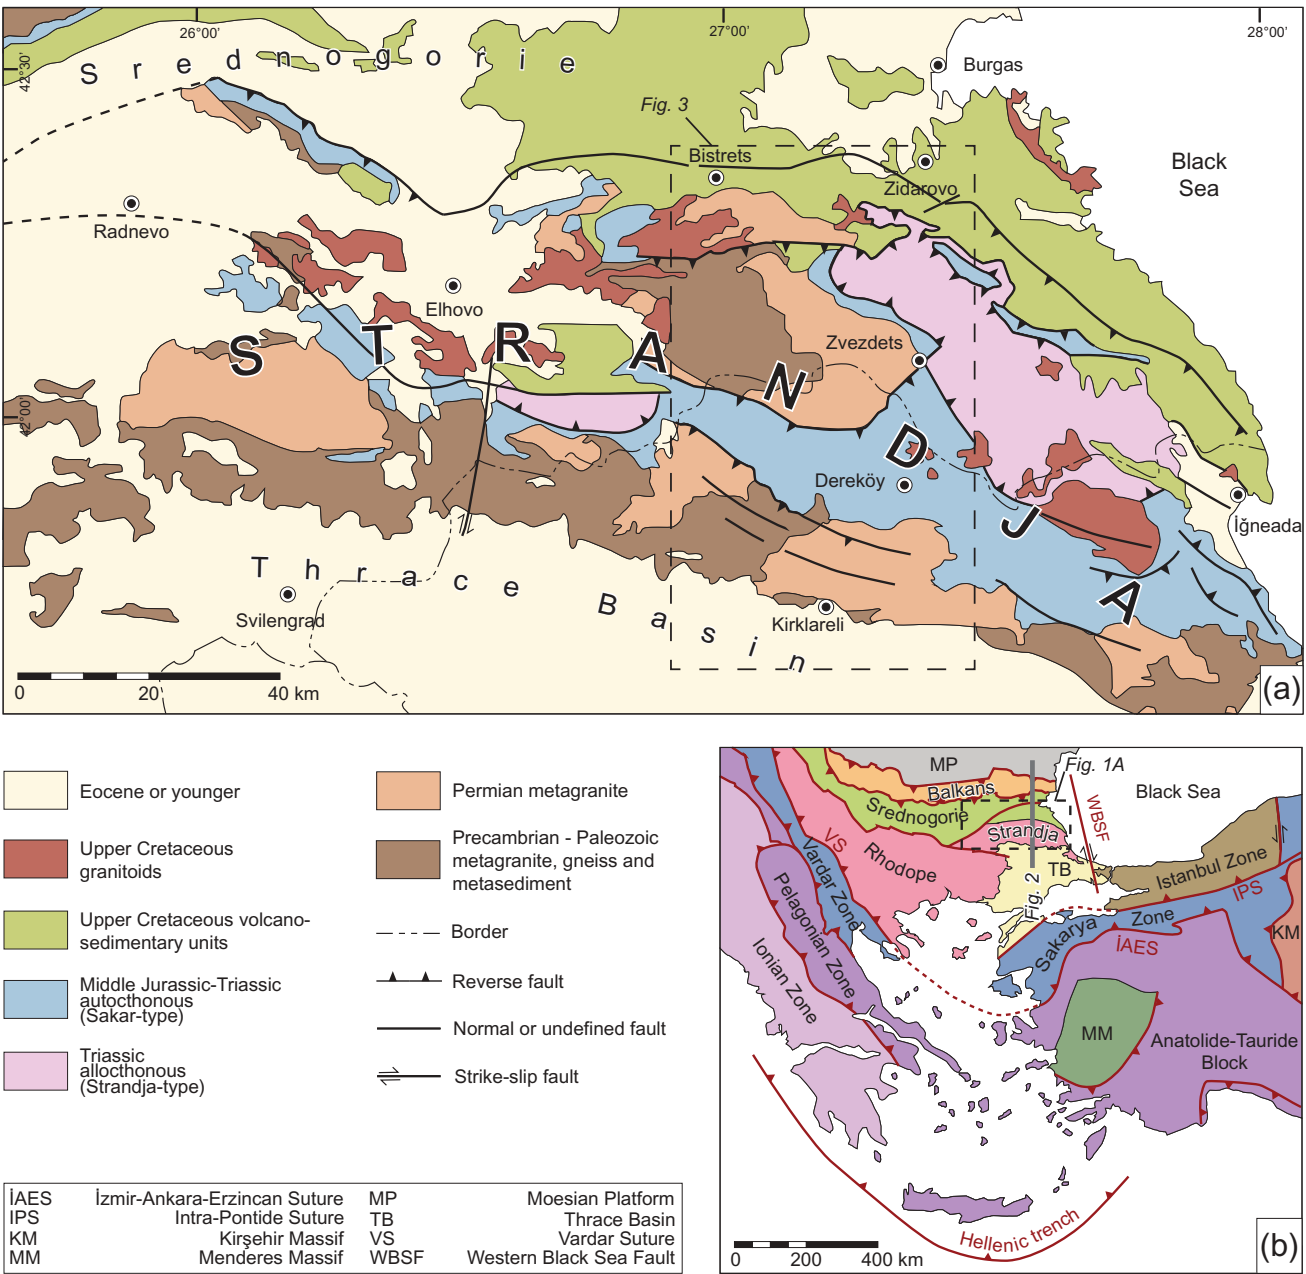 26°00'
27°00'
28°00'
42°30'
42°00'
Srednogorie
Burgas
Fig. 3
Bistrets
Black
Sea
Zidarovo
Radnevo
Elhovo
Zvezdets
STRANDJA
Dereköy
İğneada
Thrace Basin
Svilengrad
Kirklareli
0 20 40 km
(a)
Eocene or younger
Upper Cretaceous
granitoids
Upper Cretaceous volcano-
sedimentary units
Middle Jurassic-Triassic
autocthonous
(Sakar-type)
Triassic
allocthonous
(Strandja-type)
Permian metagranite
Precambrian - Paleozoic
metagranite, gneiss and
metasediment
Border
Reverse fault
Normal or undefined fault
Strike-slip fault
İAES İzmir-Ankara-Erzincan Suture
IPS Intra-Pontide Suture
KM Kirşehir Massif
MM Menderes Massif
MP Moesian Platform
TB Thrace Basin
VS Vardar Suture
WBSF Western Black Sea Fault
MP
Fig. 1A
Balkans
Black Sea
Srednogorie
WBSF
Strandja
VS
Vardar Zone
Rhodope
TB
Istanbul Zone
Fig. 2
IPS
Pelagonian Zone
Sakarya Zone
İAES
KM
Ionian Zone
MM
Anatolide-Tauride
Block
Hellenic trench
0 200 400 km
(b)